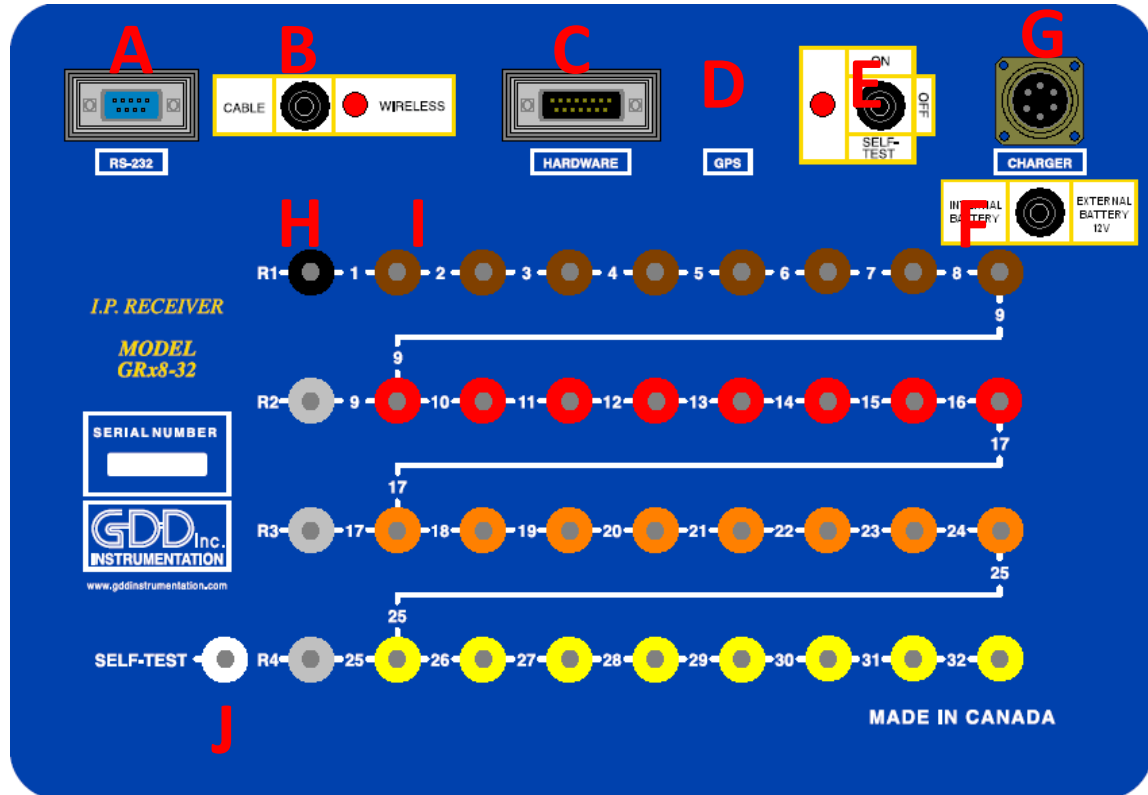 A B C D E G
CABLE WIRELESS
ON
OFF
SELF-
TEST
RS-232 HARDWARE GPS CHARGER
H I F
INTERNAL
BATTERY
EXTERNAL
BATTERY
12V
R1 1 2 3 4 5 6 7 8
9
9
I.P. RECEIVER
MODEL
GRx8-32
R2 9 10 11 12 13 14 15 16
17
17
SERIAL NUMBER
R3 17 18 19 20 21 22 23 24
25
25
GDD Inc.
INSTRUMENTATION
www.gddinstrumentation.com
SELF-TEST R4 25 26 27 28 29 30 31 32
J
MADE IN CANADA